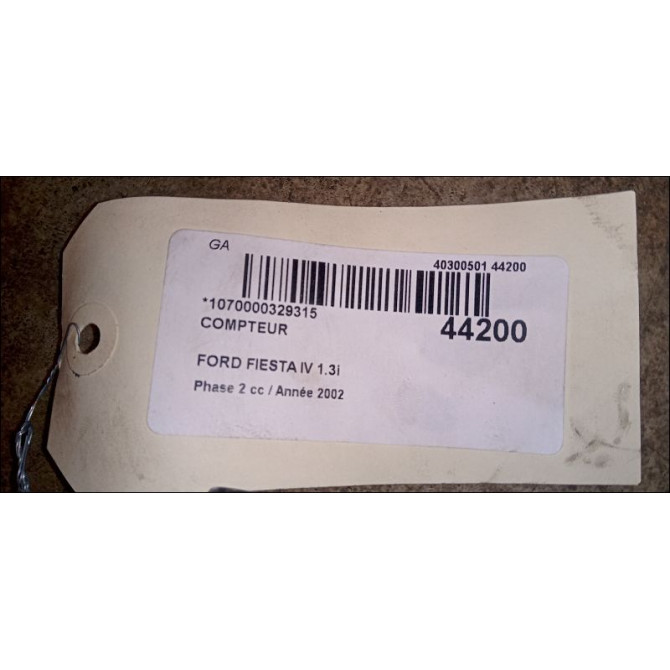 GA
40300501 44200
*1070000329315
COMPTEUR
44200
FORD FIESTA IV 1.3i
Phase 2 cc / Année 2002